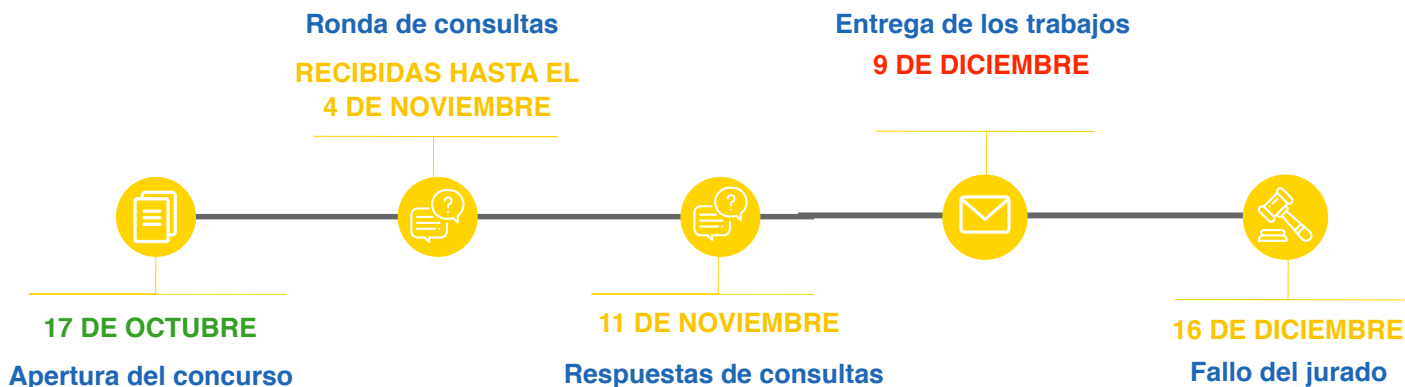 Ronda de consultas
RECIBIDAS HASTA EL
4 DE NOVIEMBRE
Entrega de los trabajos
9 DE DICIEMBRE
?
?
17 DE OCTUBRE
Apertura del concurso
11 DE NOVIEMBRE
Respuestas de consultas
16 DE DICIEMBRE
Fallo del jurado